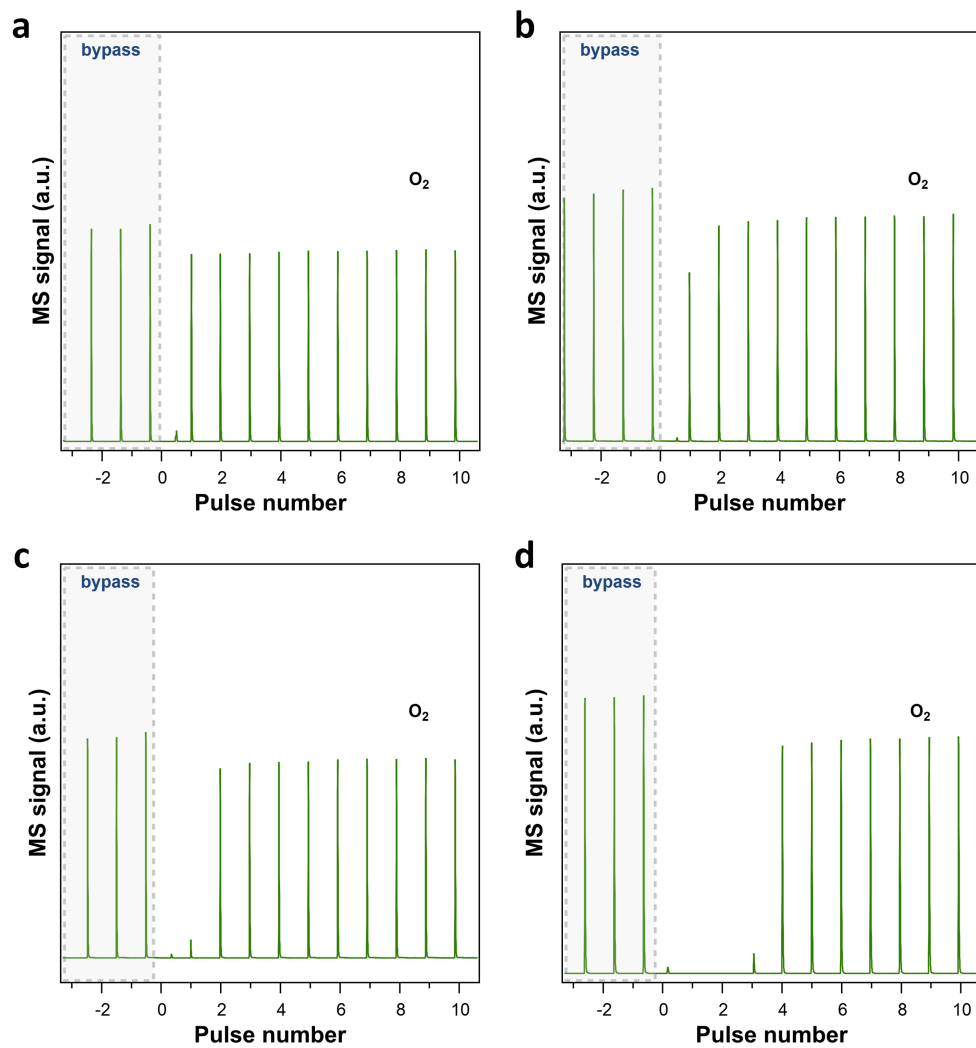 a
bypass
O₂
MS signal (a.u.)
-2 0 2 4 6 8 10
Pulse number
b
bypass
O₂
MS signal (a.u.)
-2 0 2 4 6 8 10
Pulse number
c
bypass
O₂
MS signal (a.u.)
-2 0 2 4 6 8 10
Pulse number
d
bypass
O₂
MS signal (a.u.)
-2 0 2 4 6 8 10
Pulse number